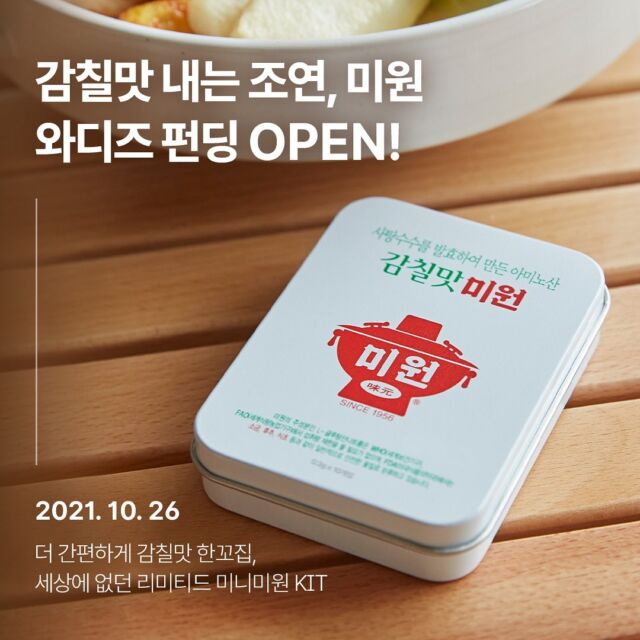 감칠맛 내는 조연, 미원
와디즈 펀딩 OPEN!
사탕수수를 발효하여 만든 아미노산
감칠맛 미원
미원
味元
®
SINCE 1956
2021. 10. 26
더 간편하게 감칠맛 한꼬집,
세상에 없던 리미티드 미니미원 KIT